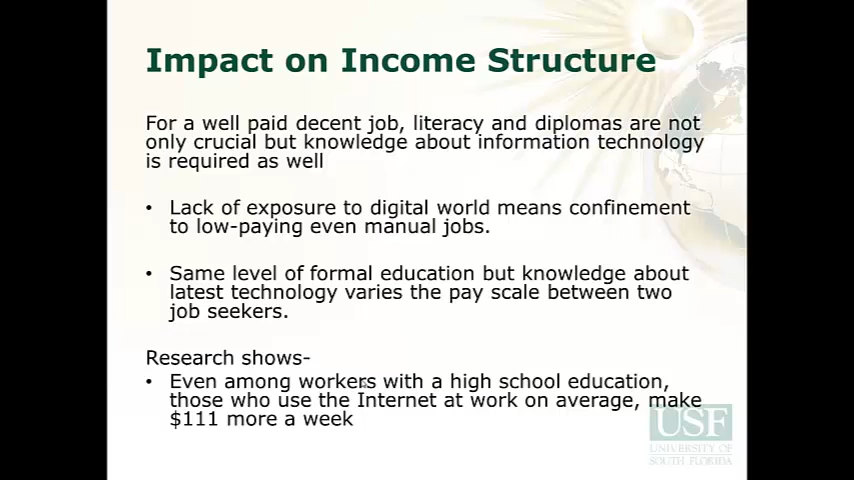 Impact on Income Structure
For a well paid decent job, literacy and diplomas are not
only crucial but knowledge about information technology
is required as well
• Lack of exposure to digital world means confinement
to low-paying even manual jobs.
• Same level of formal education but knowledge about
latest technology varies the pay scale between two
job seekers.
Research shows-
• Even among workers with a high school education,
those who use the Internet at work on average, make
$111 more a week
USF
UNIVERSITY OF
SOUTH FLORIDA